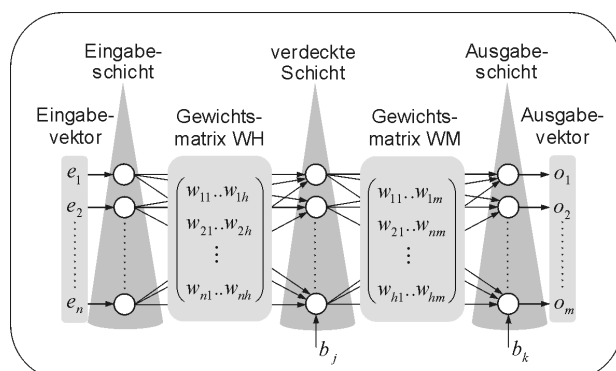 Eingabe-
schicht
verdeckte
Schicht
Ausgabe-
schicht
Eingabe-
vektor
Gewichts-
matrix WH
Gewichts-
matrix WM
Ausgabe-
vektor
e1
e2
en
w11..w1h
w21..w2h
⋮
wn1..wnh
w11..w1m
w21..wnm
⋮
wh1..whm
o1
o2
om
bj
bk